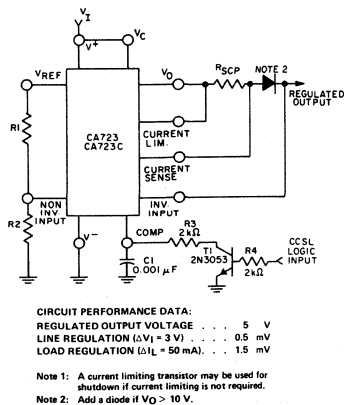 V_I
V+
V_C
V_REF
V_O
R_SCP
NOTE 2
REGULATED
OUTPUT
R1
CA723
CA723C
CURRENT
LIM.
CURRENT
SENSE
NON
INV.
INPUT
INV.
INPUT
R2
V-
COMP
R3
2kΩ
T1
2N3053
R4
2kΩ
CCSL
LOGIC
INPUT
C1
0.001 μF
CIRCUIT PERFORMANCE DATA:
REGULATED OUTPUT VOLTAGE . . . 5 V
LINE REGULATION (ΔV_I = 3 V) . . . . 0.5 mV
LOAD REGULATION (ΔI_L = 50 mA). . . 1.5 mV
Note 1: A current limiting transistor may be used for
shutdown if current limiting is not required.
Note 2: Add a diode if V_O > 10 V.